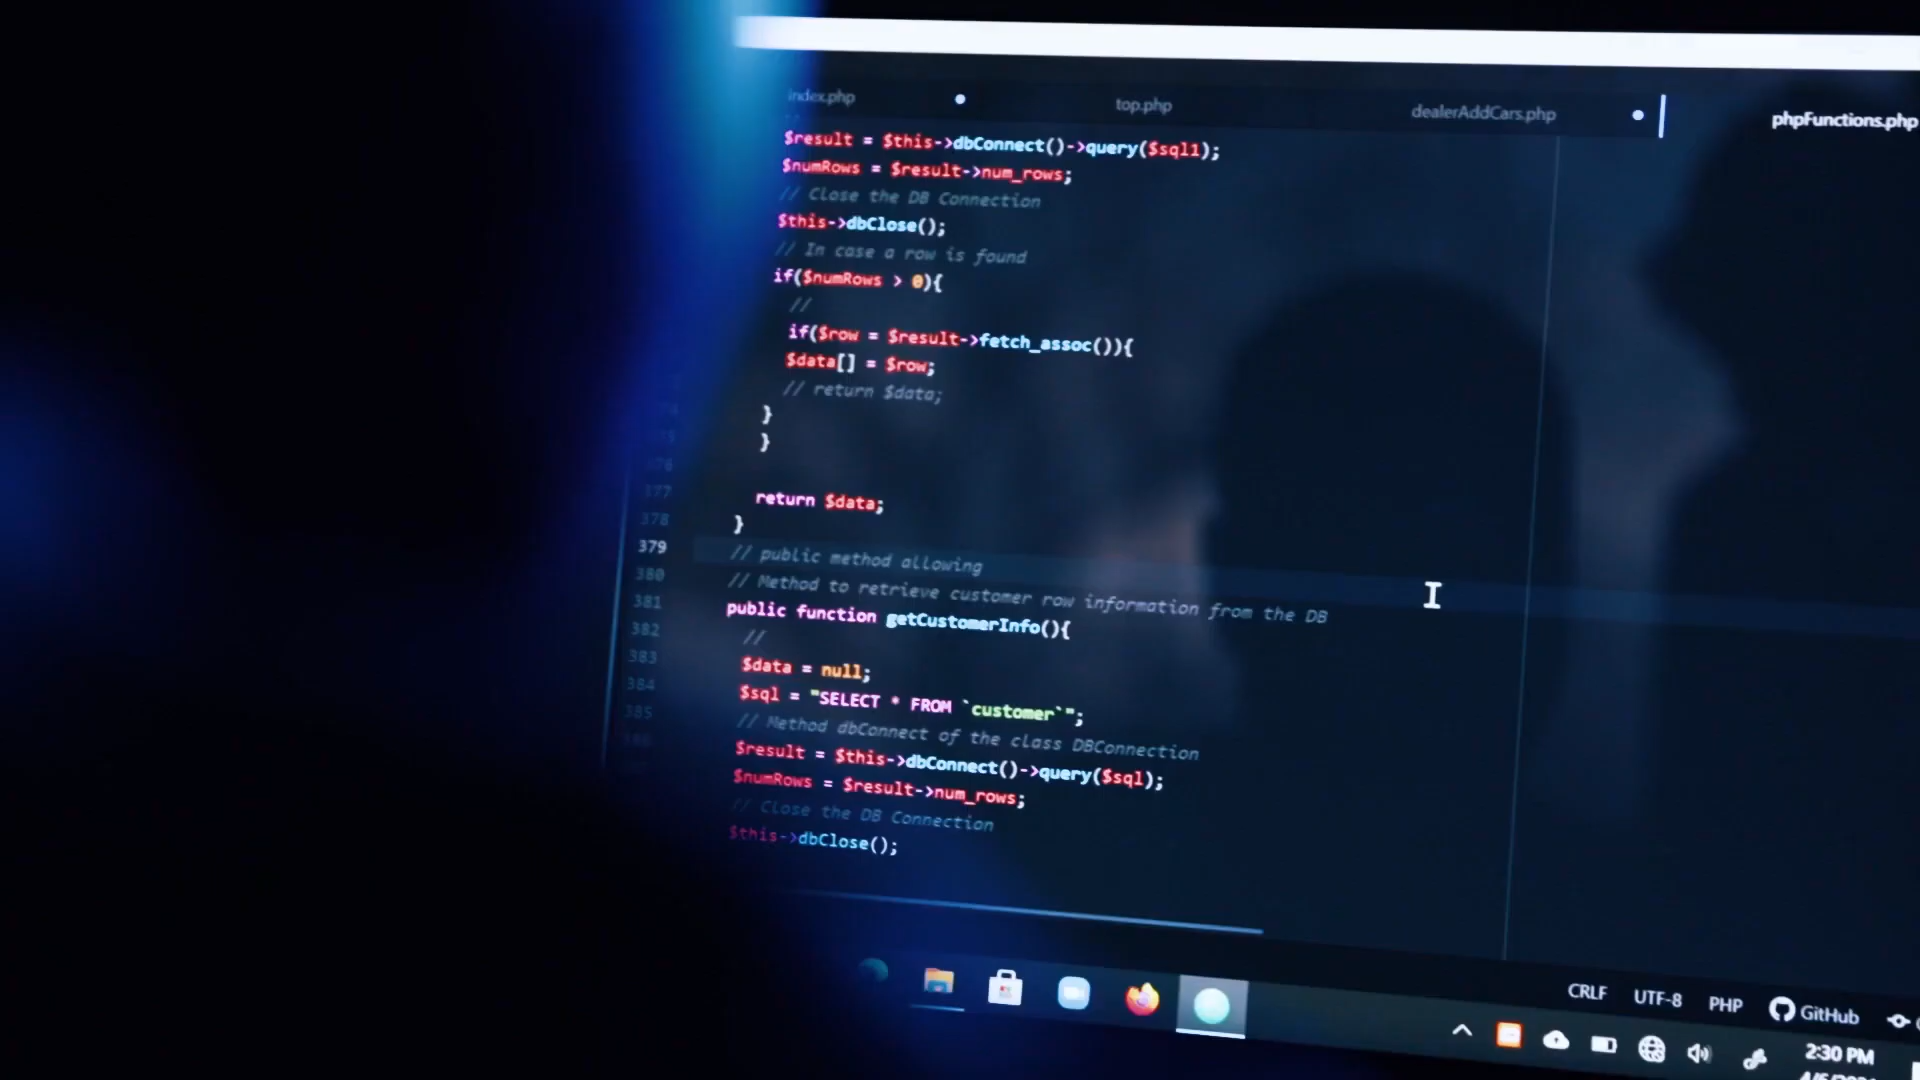 index.php
top.php
dealerAddCars.php
phpFunctions.php
$result = $this->dbConnect()->query($sql1);
$numRows = $result->num_rows;
// Close the DB Connection
$this->dbClose();
// In case a row is found
if($numRows > 0){
//
if($row = $result->fetch_assoc()){
$data[] = $row;
// return $data;
}
}
376
377 return $data;
378 }
379 // public method allowing
380 // Method to retrieve customer row information from the DB
381 public function getCustomerInfo(){
382 //
383 $data = null;
384 $sql = "SELECT * FROM `customer`";
385 // Method dbConnect of the class DBConnection
$result = $this->dbConnect()->query($sql);
$numRows = $result->num_rows;
// Close the DB Connection
$this->dbClose();
CRLF UTF-8 PHP GitHub
2:30 PM